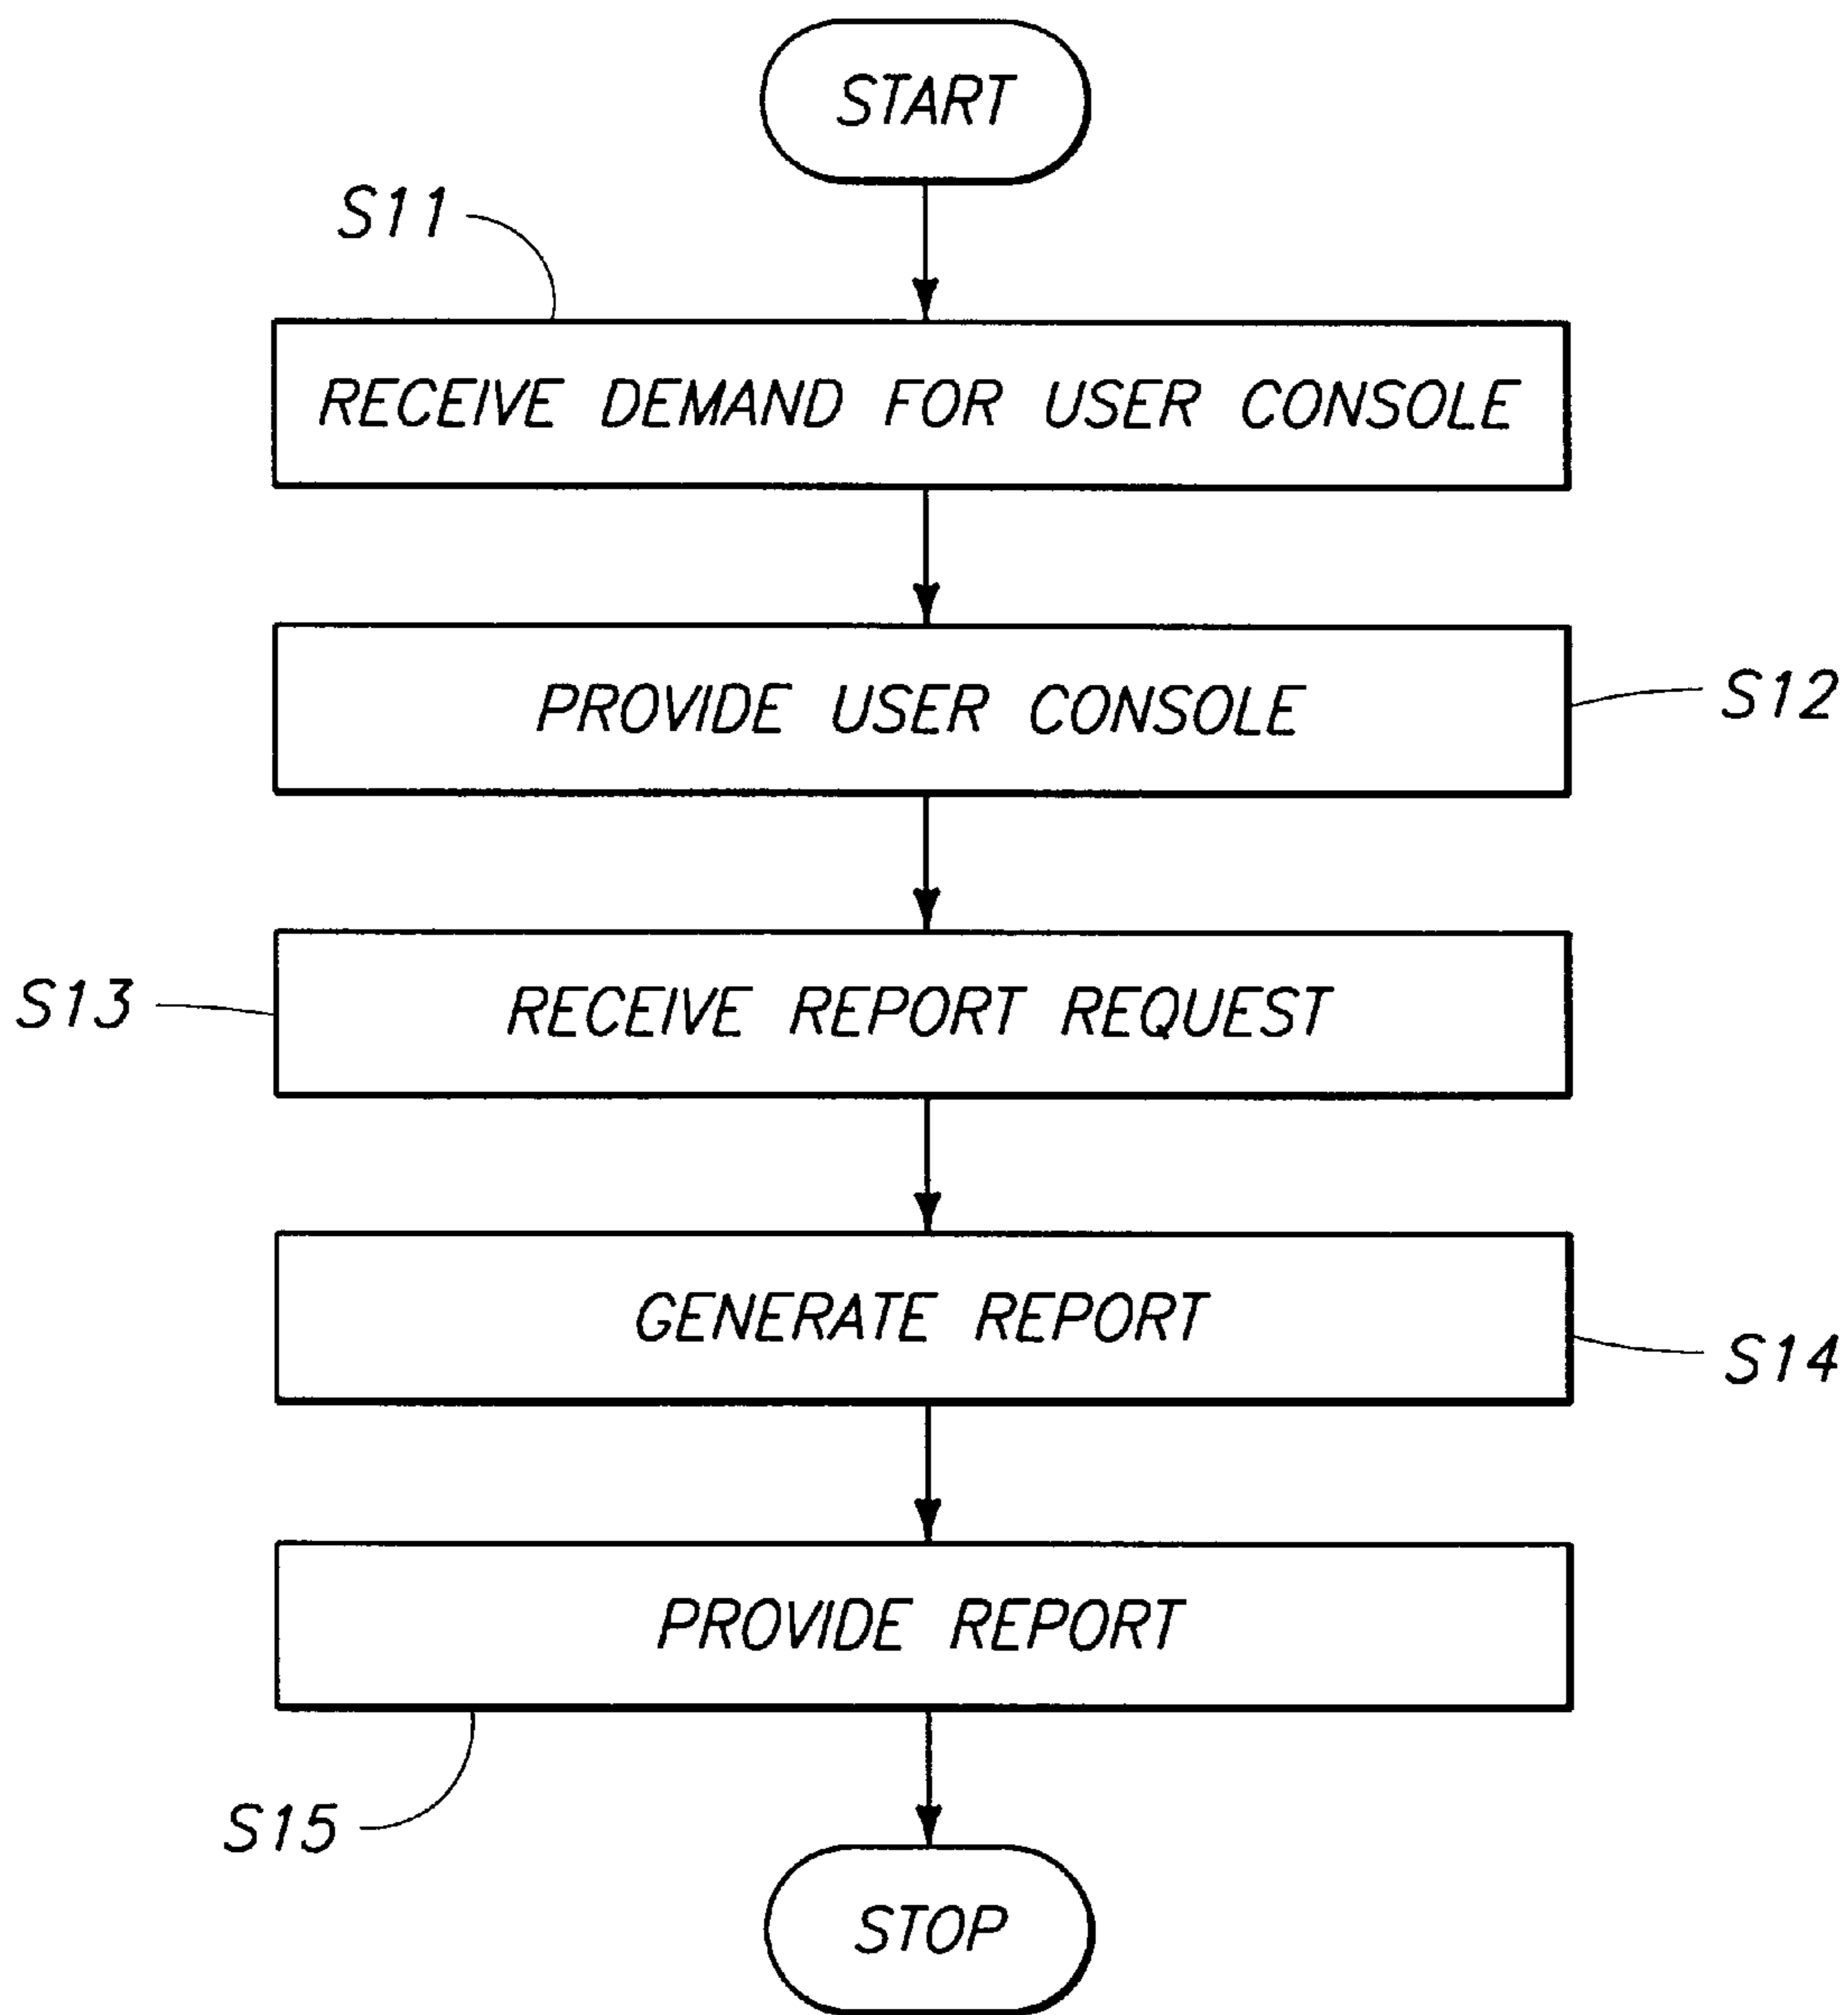 START
S11
RECEIVE DEMAND FOR USER CONSOLE
PROVIDE USER CONSOLE
S12
S13
RECEIVE REPORT REQUEST
GENERATE REPORT
S14
PROVIDE REPORT
S15
STOP